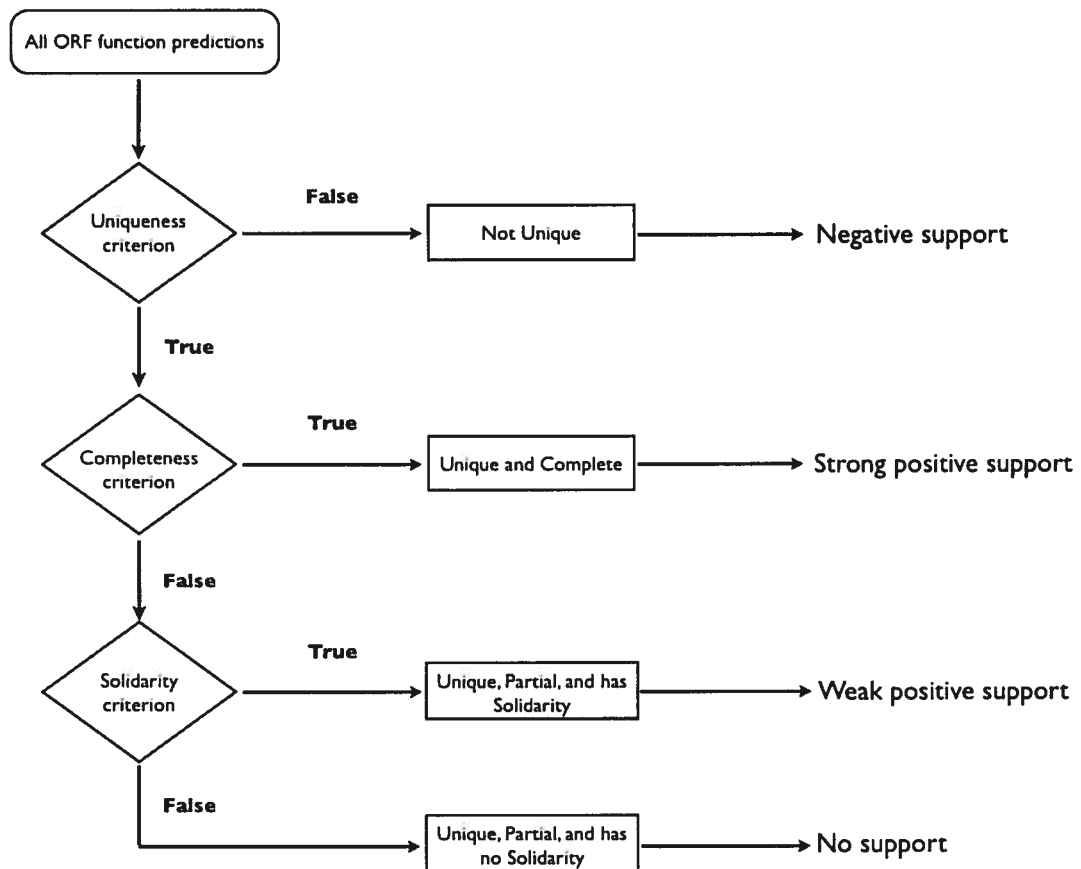 All ORF function predictions
False
Uniqueness
criterion
Not Unique
Negative support
True
True
Completeness
criterion
Unique and Complete
Strong positive support
False
True
Solidarity
criterion
Unique, Partial, and has
Solidarity
Weak positive support
False
Unique, Partial, and has
no Solidarity
No support